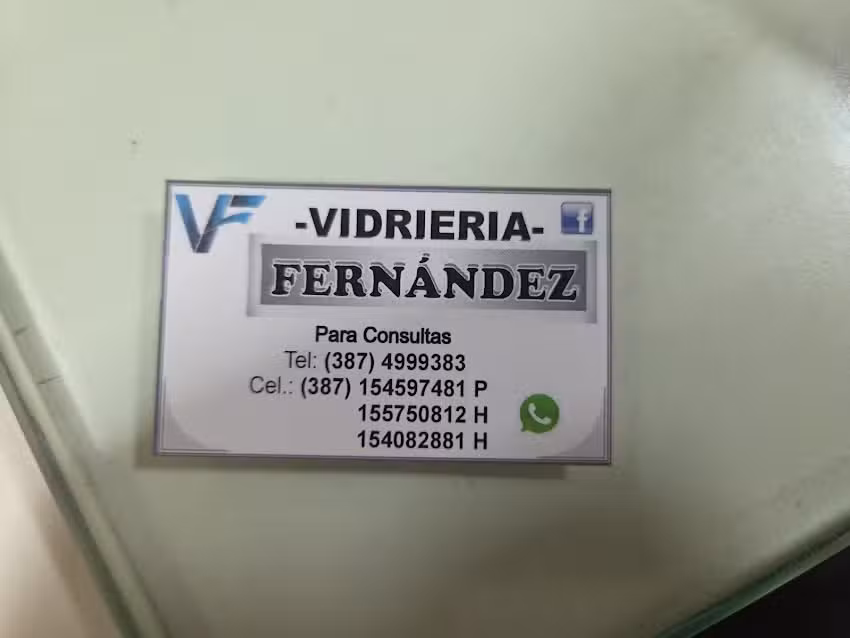 VF
-VIDRIERIA-
f
FERNÁNDEZ
Para Consultas
Tel: (387) 4999383
Cel.: (387) 154597481 P
155750812 H
154082881 H